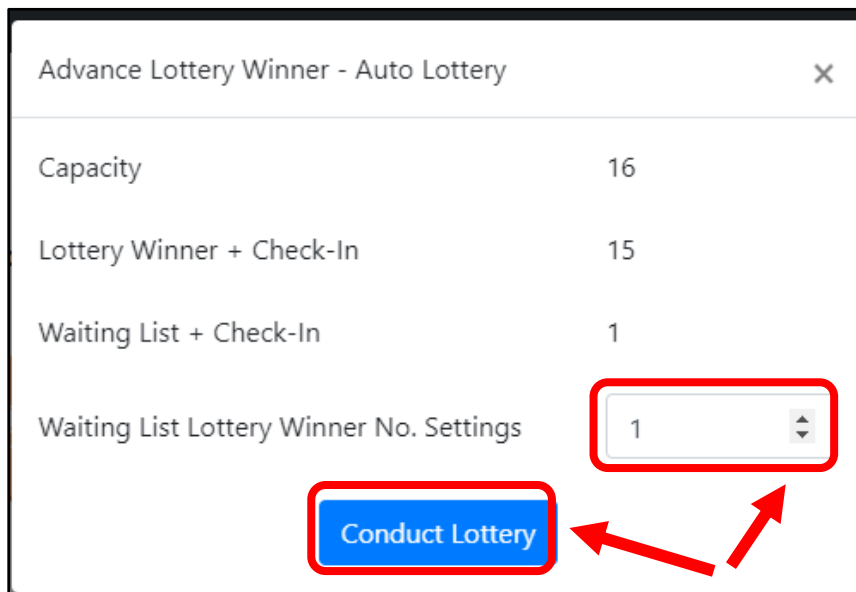 Advance Lottery Winner - Auto Lottery ×
Capacity 16
Lottery Winner + Check-In 15
Waiting List + Check-In 1
Waiting List Lottery Winner No. Settings 1
Conduct Lottery